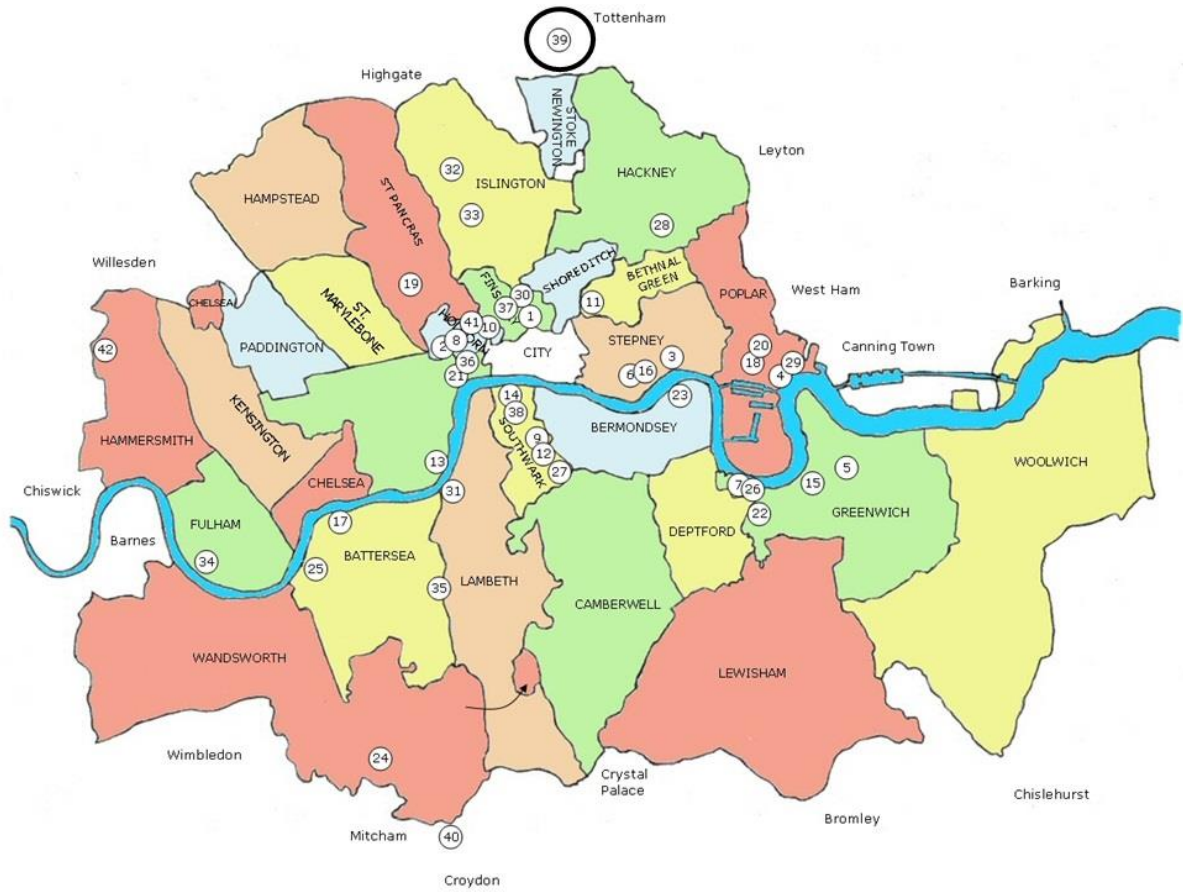 Tottenham
39
Highgate
STOKE
NEWINGTON
Leyton
32
ISLINGTON
HACKNEY
ST PANCRAS
HAMPSTEAD
33
28
Willesden
SHOREDITCH
BETHNAL
GREEN
19
FINS
30
37
1
11
POPLAR
West Ham
Barking
CHELSEA
ST.
MARYLEBONE
41
10
8
2
36
21
CITY
STEPNEY
3
6
16
20
18
4
29
Canning Town
42
PADDINGTON
KENSINGTON
14
38
23
HAMMERSMITH
SOUTHWARK
9
12
27
BERMONDSEY
13
31
CHELSEA
WOOLWICH
5
15
7
26
22
GREENWICH
Chiswick
Barnes
FULHAM
34
17
BATTERSEA
25
35
LAMBETH
DEPTFORD
CAMBERWELL
WANDSWORTH
LEWISHAM
Wimbledon
24
Crystal
Palace
Chislehurst
Bromley
Mitcham
40
Croydon